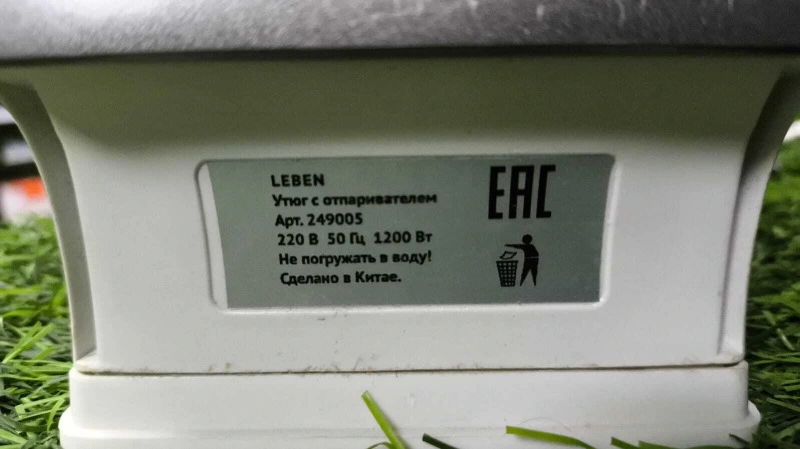 LEBEN
Утюг с отпаривателем
Арт. 249005
220 В 50 Гц 1200 Вт
Не погружать в воду!
Сделано в Китае.
EAC